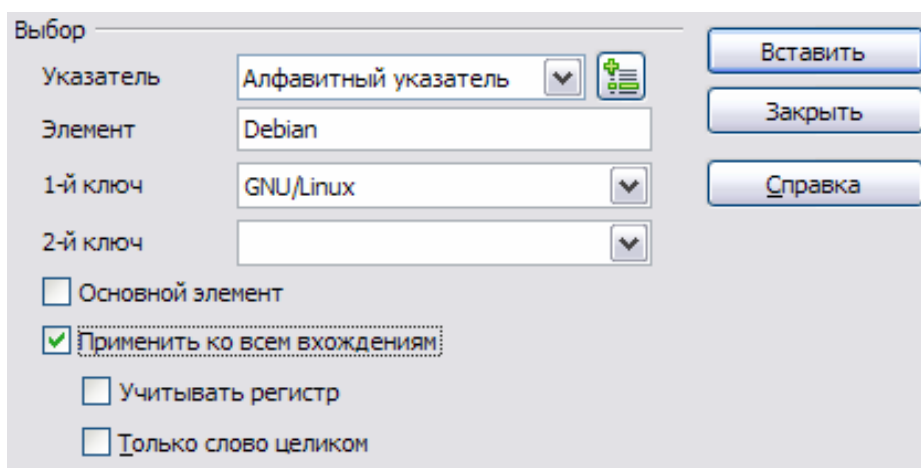 Выбор
Указатель
Алфавитный указатель
Элемент
Debian
1-й ключ
GNU/Linux
2-й ключ
Основной элемент
Применить ко всем вхождениям
Учитывать регистр
Только слово целиком
Вставить
Закрыть
Справка